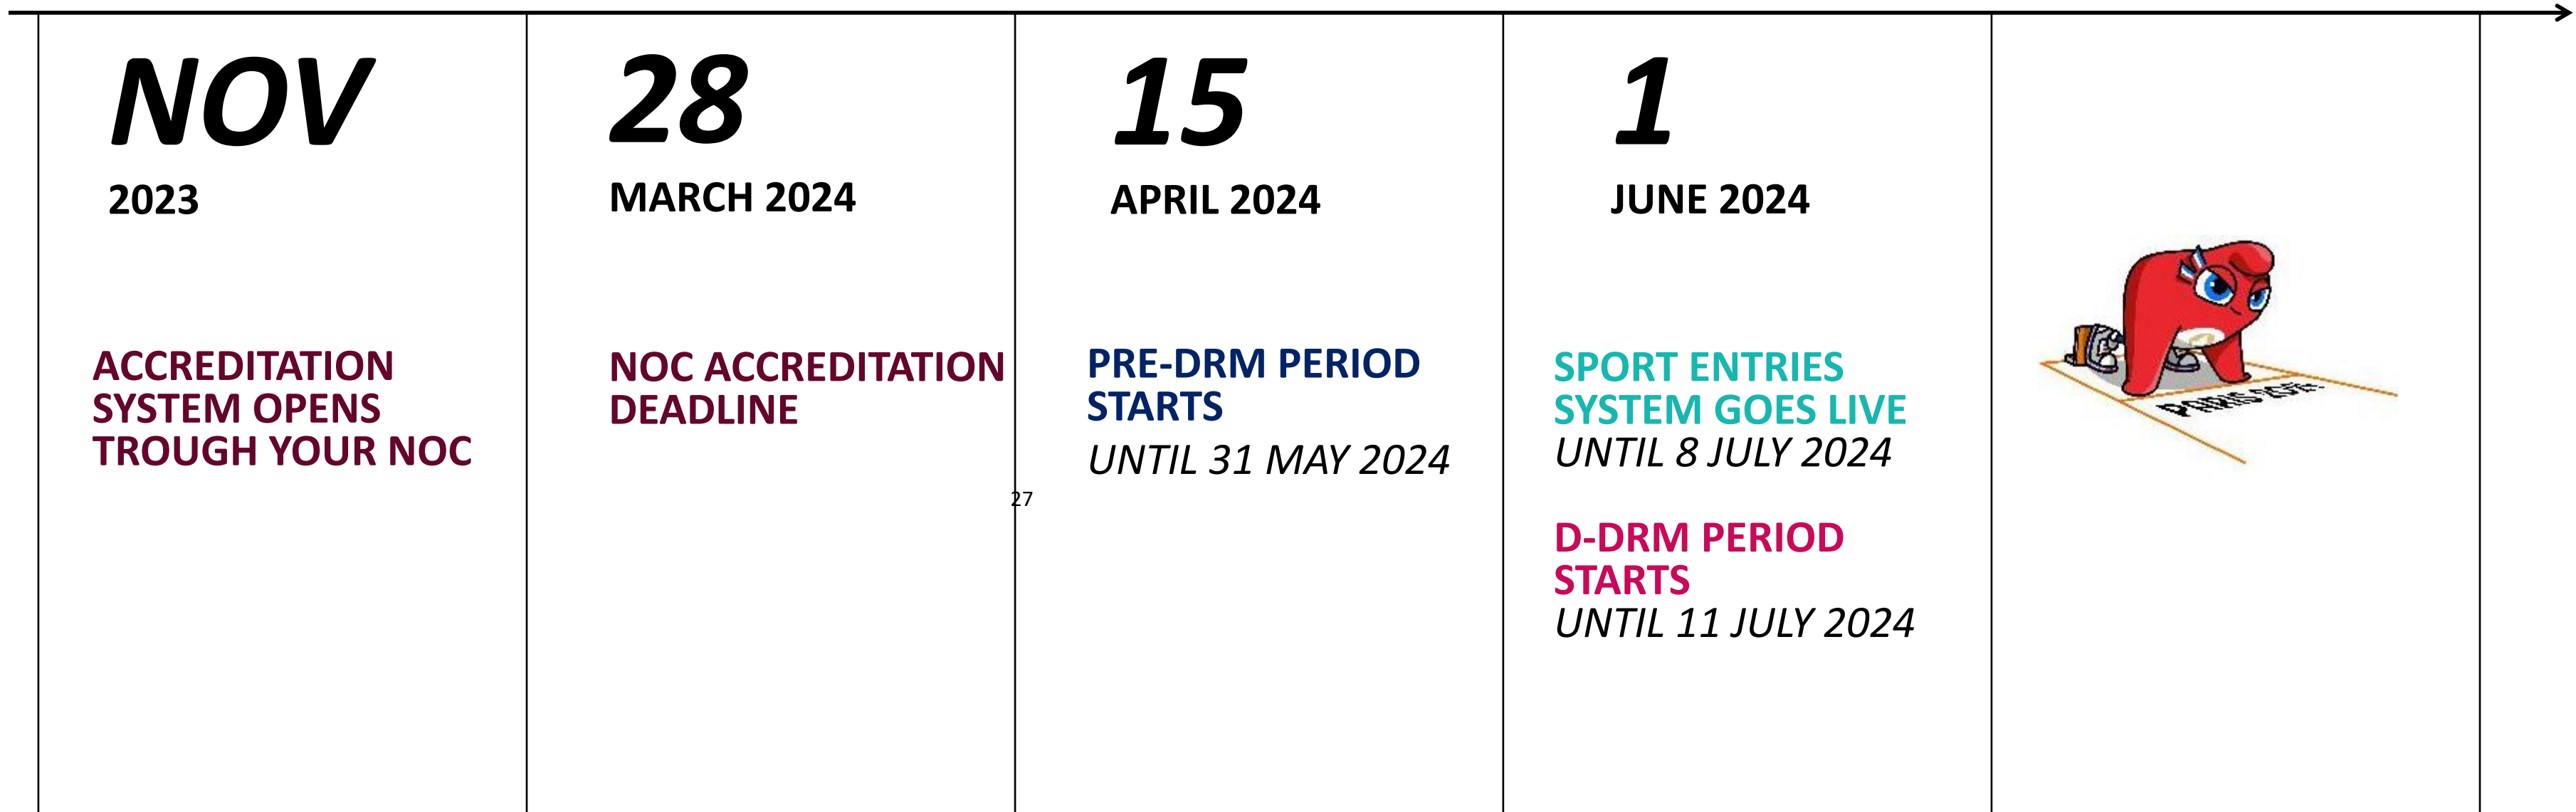 NOV
2023
ACCREDITATION
SYSTEM OPENS
TROUGH YOUR NOC
28
MARCH 2024
NOC ACCREDITATION
DEADLINE
27
15
APRIL 2024
PRE-DRM PERIOD
STARTS
UNTIL 31 MAY 2024
1
JUNE 2024
SPORT ENTRIES
SYSTEM GOES LIVE
UNTIL 8 JULY 2024
D-DRM PERIOD
STARTS
UNTIL 11 JULY 2024
PARIS